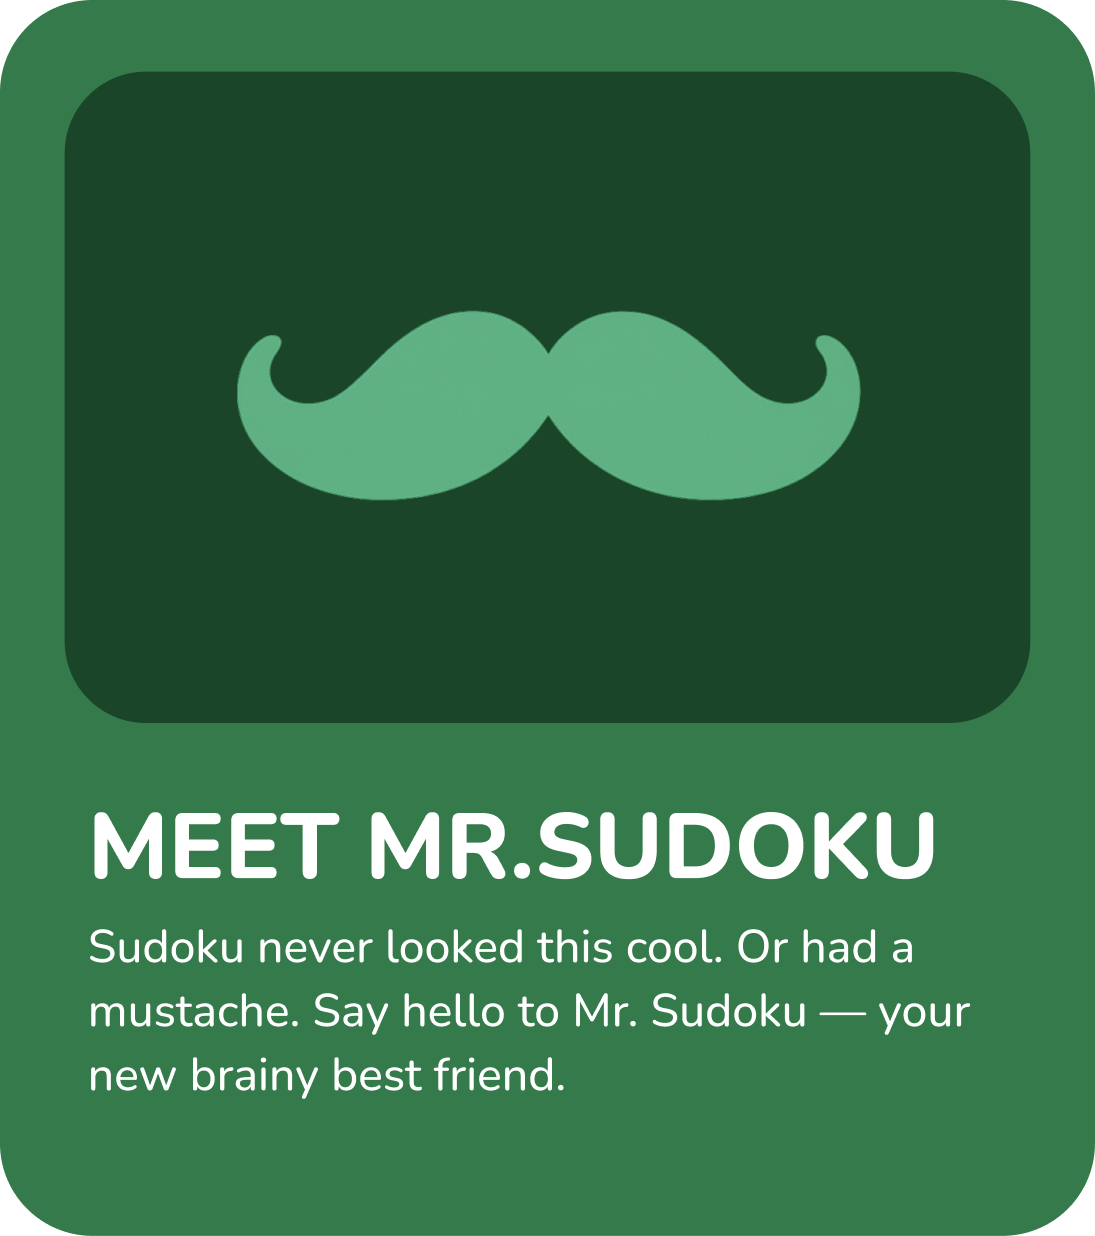 MEET MR.SUDOKU
Sudoku never looked this cool. Or had a
mustache. Say hello to Mr. Sudoku — your
new brainy best friend.